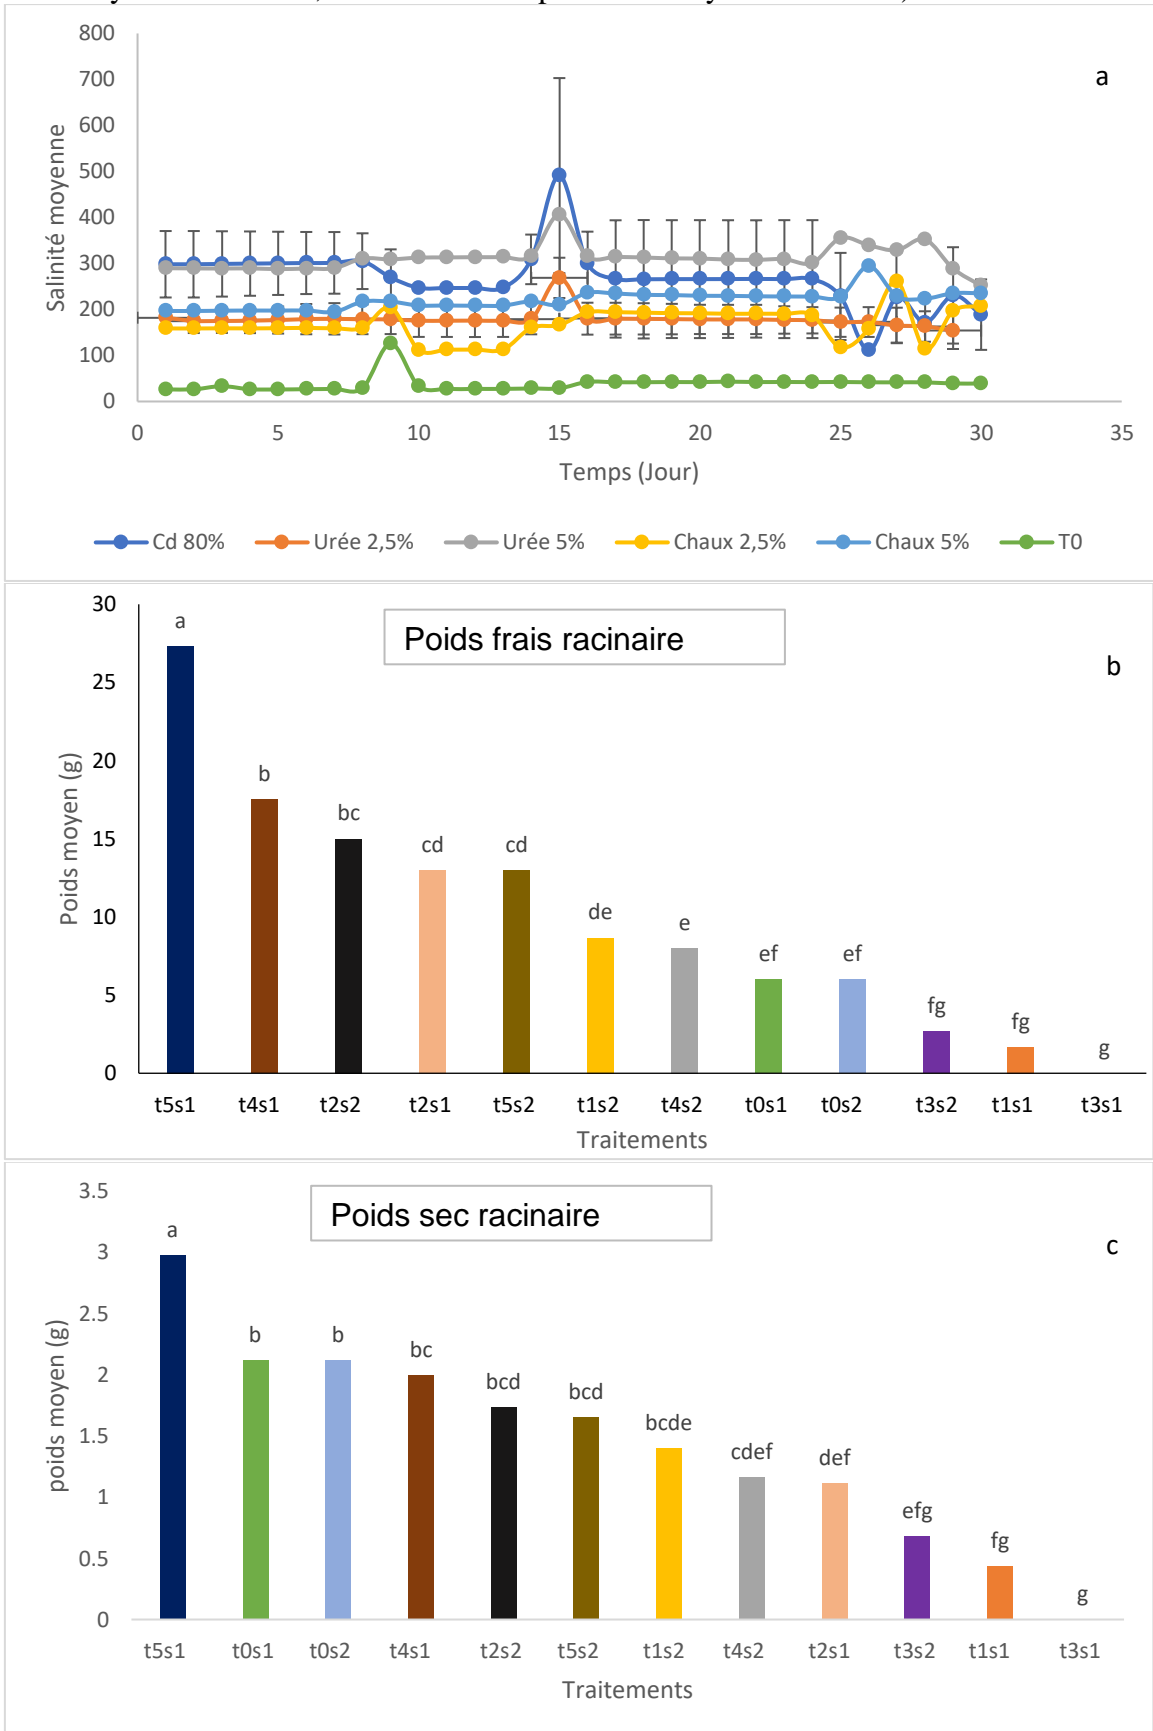 800
a
700
600
500
400
300
200
100
0
Salinité moyenne
0 5 10 15 20 25 30 35
Temps (Jour)
Cd 80% Urée 2,5% Urée 5% Chaux 2,5% Chaux 5% T0
30
Poids frais racinaire
b
25
20
15
10
5
0
Poids moyen (g)
a b bc cd cd de e ef ef fg fg g
t5s1 t4s1 t2s2 t2s1 t5s2 t1s2 t4s2 t0s1 t0s2 t3s2 t1s1 t3s1
Traitements
3.5
Poids sec racinaire
c
3
2.5
2
1.5
1
0.5
0
poids moyen (g)
a b b bc bcd bcd bcde cdef def efg fg g
t5s1 t0s1 t0s2 t4s1 t2s2 t5s2 t1s2 t4s2 t2s1 t3s2 t1s1 t3s1
Traitements